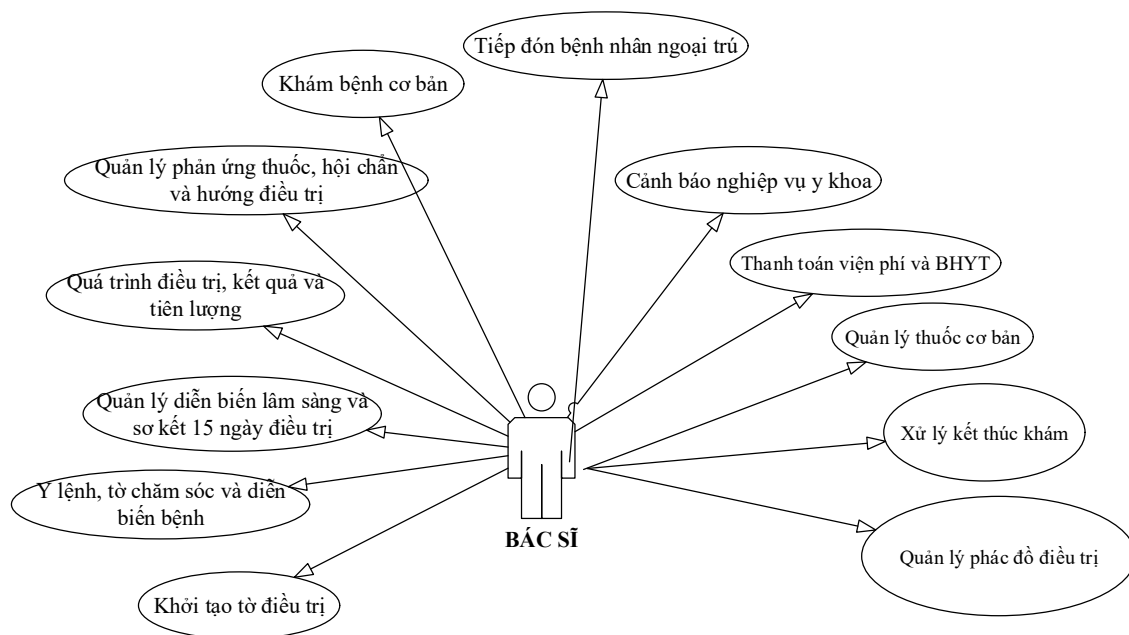 Tiếp đón bệnh nhân ngoại trú
Khám bệnh cơ bản
Quản lý phản ứng thuốc, hội chẩn
và hướng điều trị
Cảnh báo nghiệp vụ y khoa
Thanh toán viện phí và BHYT
Quá trình điều trị, kết quả và
tiên lượng
Quản lý thuốc cơ bản
Quản lý diễn biến lâm sàng và
sơ kết 15 ngày điều trị
Xử lý kết thúc khám
Y lệnh, tờ chăm sóc và diễn
biến bệnh
BÁC SĨ
Quản lý phác đồ điều trị
Khởi tạo tờ điều trị